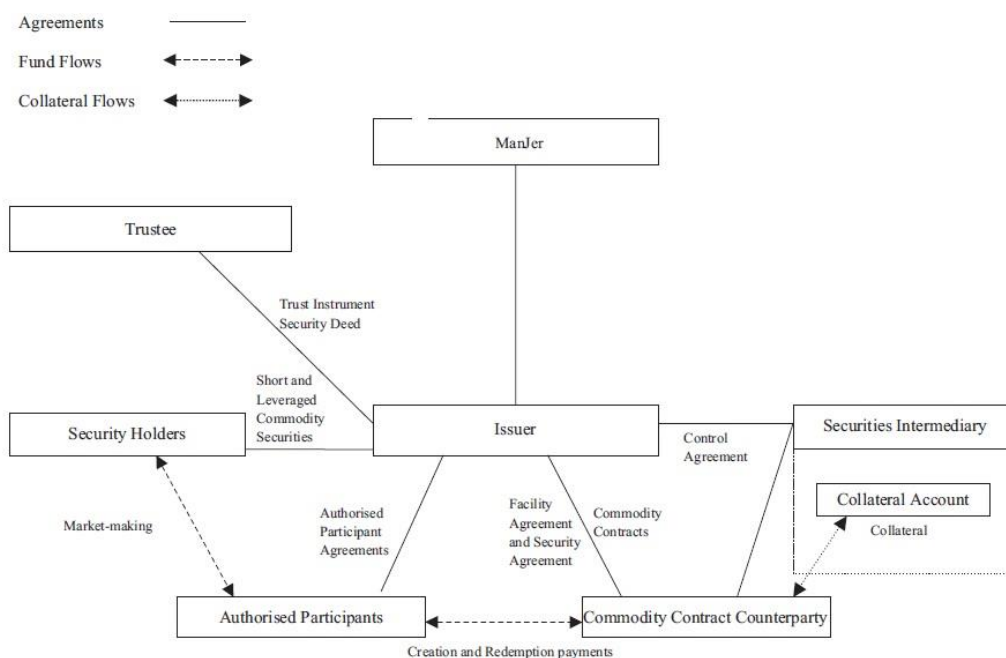 Agreements
Fund Flows
Collateral Flows
ManJer
Trustee
Trust Instrument
Security Deed
Short and
Leveraged
Commodity
Securities
Security Holders
Issuer
Securities Intermediary
Control
Agreement
Collateral Account
Collateral
Market-making
Authorised
Participant
Agreements
Facility
Agreement
and Security
Agreement
Commodity
Contracts
Authorised Participants
Commodity Contract Counterparty
Creation and Redemption payments